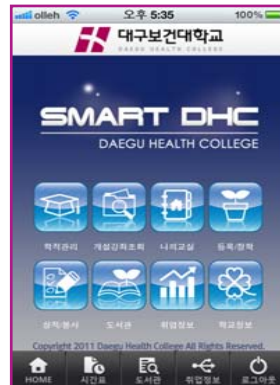 olleh 오후 5:35 100%
대구보건대학교
DAEGU HEALTH COLLEGE
SMART DHC
DAEGU HEALTH COLLEGE
학적관리 개설강좌조회 나의교실 등록/장학
성적/봉사 도서관 취업정보 학교정보
Copyright 2011 Daegu Health College All Rights Reserved.
HOME 시간표 도서관 취업정보 로그아웃